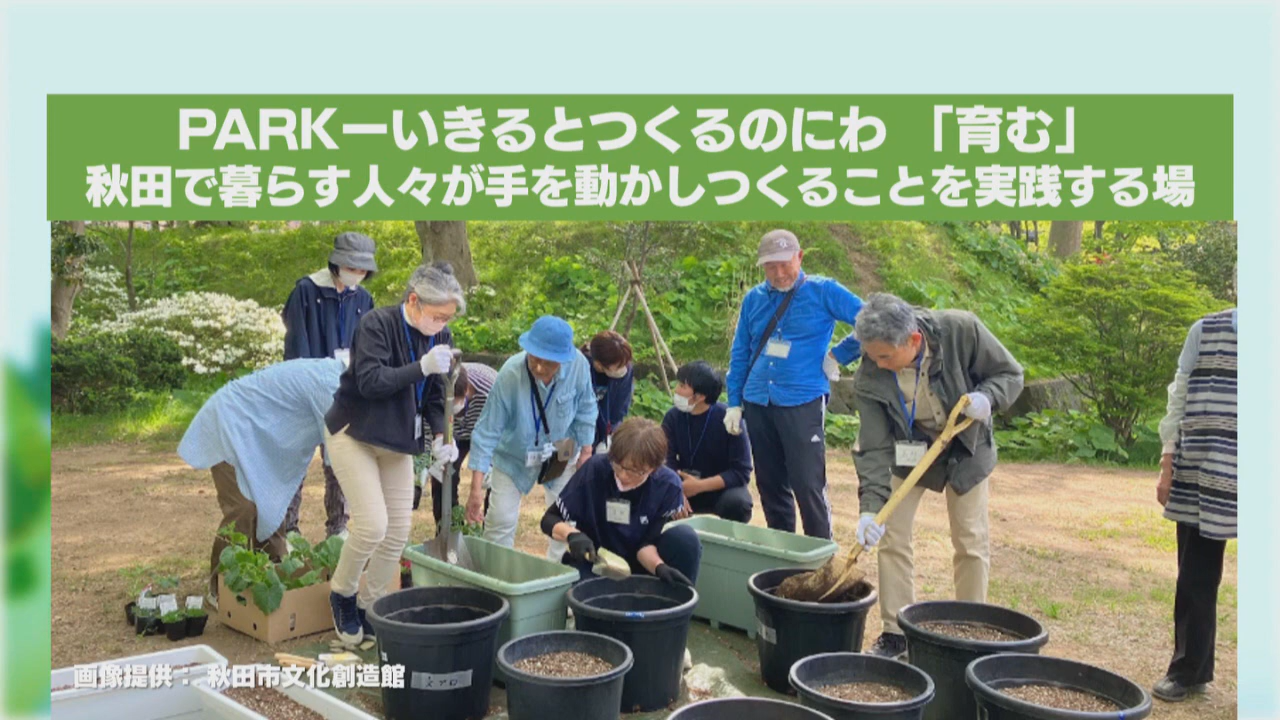 PARKーいきるとつくるのにわ 「育む」
秋田で暮らす人々が手を動かしつくることを実践する場
画像提供： 秋田市文化創造館